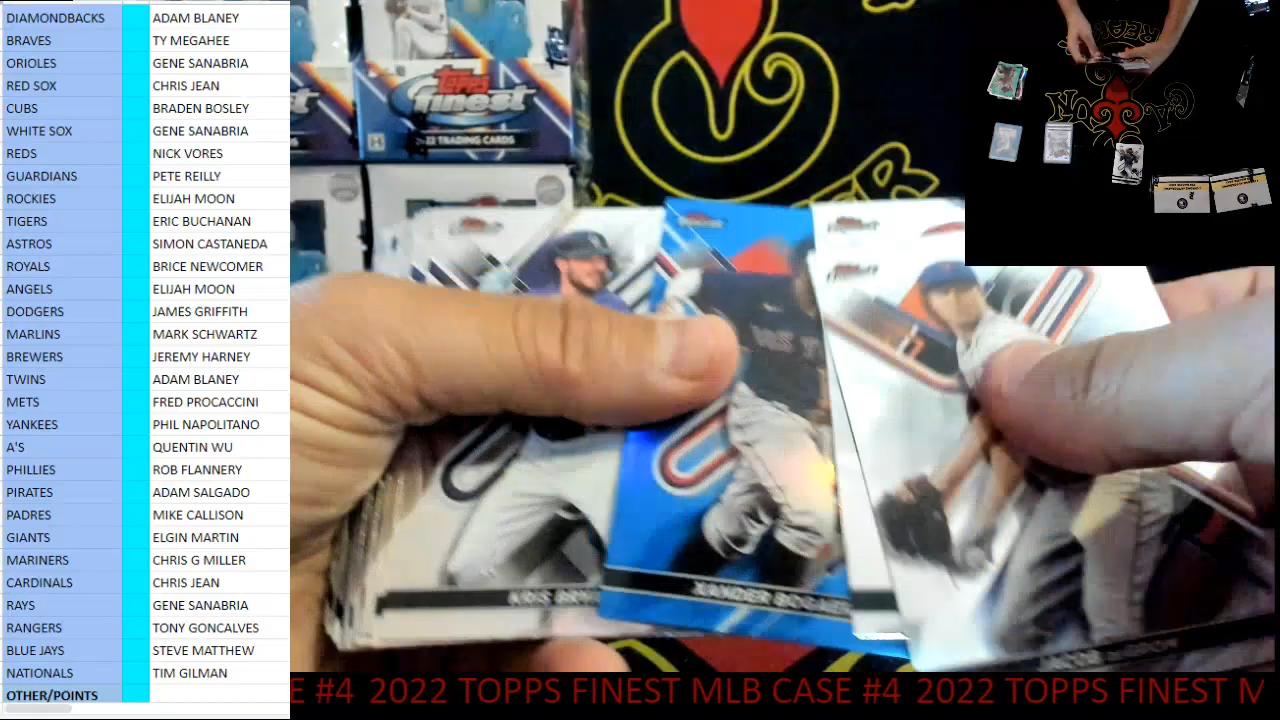 DIAMONDBACKS ADAM BLANEY
BRAVES TY MEGAHEE
ORIOLES GENE SANABRIA
RED SOX CHRIS JEAN
CUBS BRADEN BOSLEY
WHITE SOX GENE SANABRIA
REDS NICK VORES
GUARDIANS PETE REILLY
ROCKIES ELIJAH MOON
TIGERS ERIC BUCHANAN
ASTROS SIMON CASTANEDA
ROYALS BRICE NEWCOMER
ANGELS ELIJAH MOON
DODGERS JAMES GRIFFITH
MARLINS MARK SCHWARTZ
BREWERS JEREMY HARNEY
TWINS ADAM BLANEY
METS FRED PROCACCINI
YANKEES PHIL NAPOLITANO
A'S QUENTIN WU
PHILLIES ROB FLANNERY
PIRATES ADAM SALGADO
PADRES MIKE CALLISON
GIANTS ELGIN MARTIN
MARINERS CHRIS G MILLER
CARDINALS CHRIS JEAN
RAYS GENE SANABRIA
RANGERS TONY GONCALVES
BLUE JAYS STEVE MATTHEW
NATIONALS TIM GILMAN
OTHER/POINTS
TOPPS
finest
TRADING CARDS
KRIS
XANDER
E #4 2022 TOPPS FINEST MLB CASE #4 2022 TOPPS FINEST M